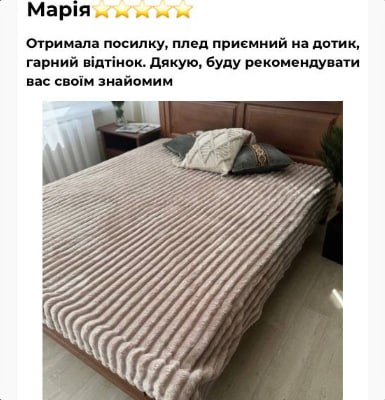 Марія⭐⭐⭐⭐⭐
Отримала посилку, плед приємний на дотик,
гарний відтінок. Дякую, буду рекомендувати
вас своїм знайомим